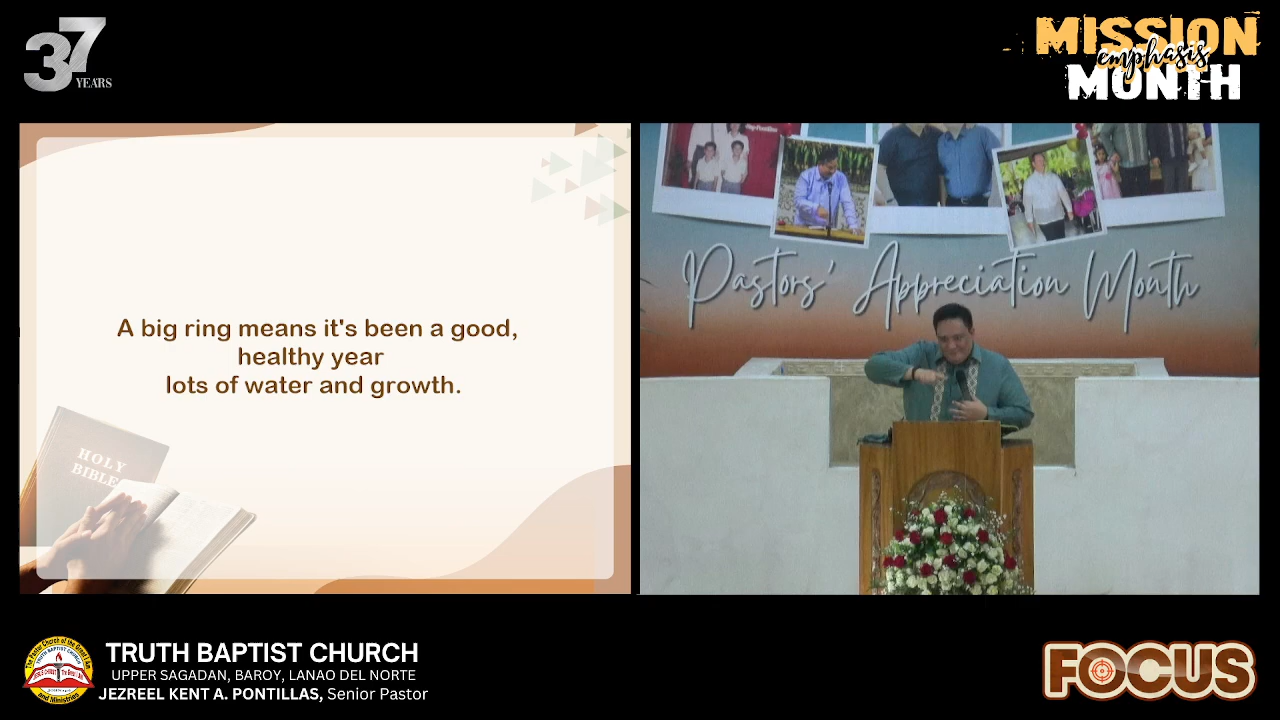 37
YEARS
MISSION
emphasis
MONTH
A big ring means it's been a good,
healthy year
lots of water and growth.
HOLY
BIBLE
Pastors' Appreciation Month
TRUTH BAPTIST CHURCH
UPPER SAGADAN, BAROY, LANAO DEL NORTE
JEZREEL KENT A. PONTILLAS, Senior Pastor
FOCUS